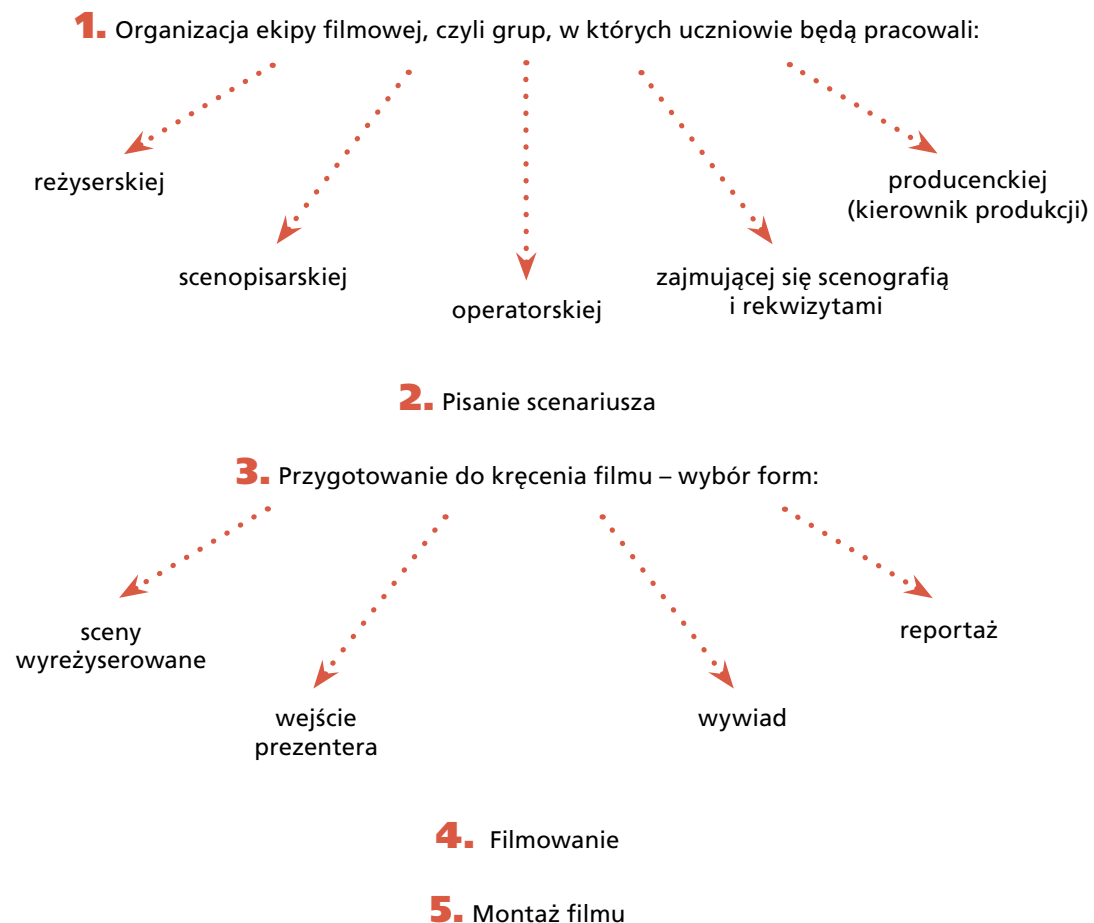 1. Organizacja ekipy filmowej, czyli grup, w których uczniowie będą pracowali:
reżyserskiej
scenopisarskiej
operatorskiej
zajmującej się scenografią
i rekwizytami
producenckiej
(kierownik produkcji)
2. Pisanie scenariusza
3. Przygotowanie do kręcenia filmu – wybór form:
sceny
wyreżyserowane
wejście
prezentera
wywiad
reportaż
4. Filmowanie
5. Montaż filmu